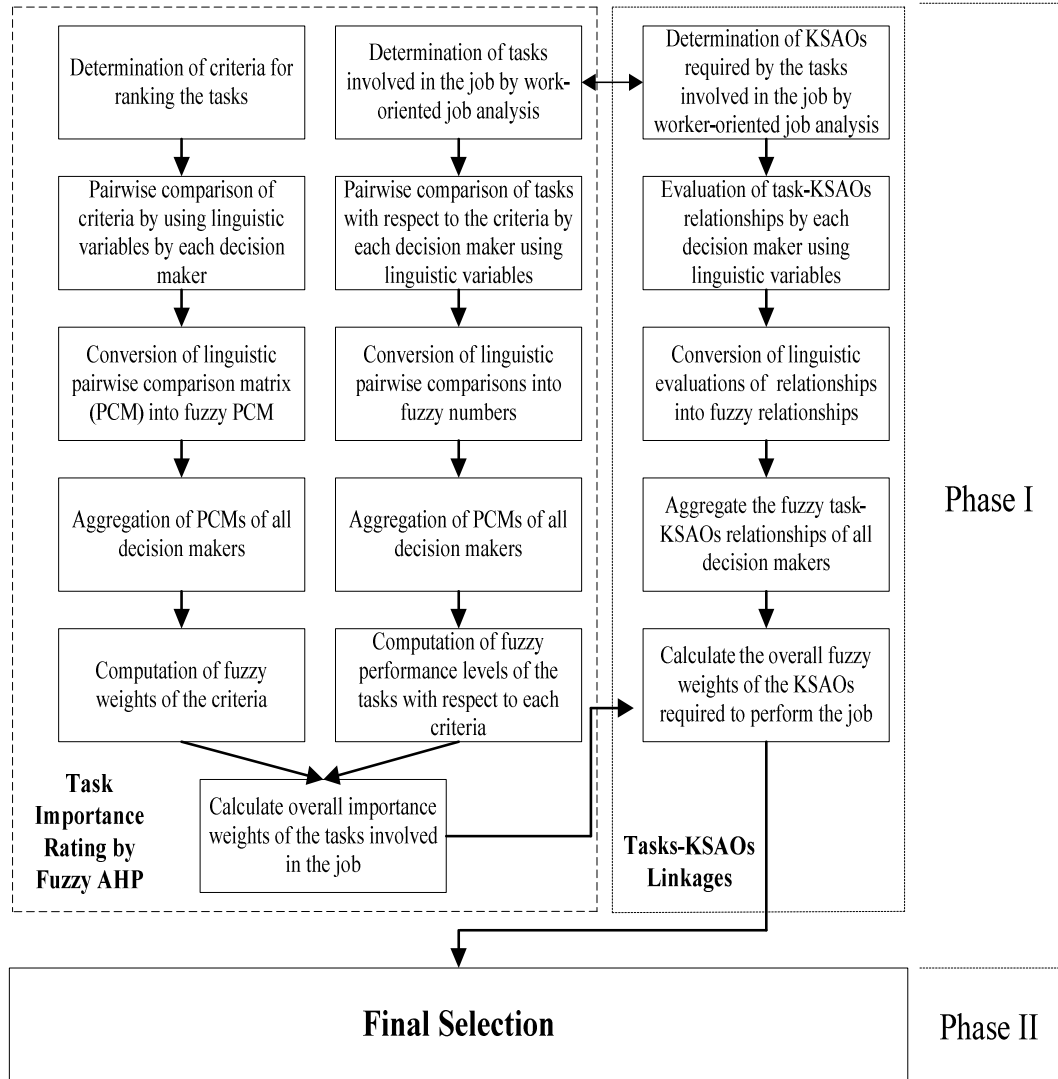 Determination of criteria for
ranking the tasks
Determination of tasks
involved in the job by work-
oriented job analysis
Determination of KSAOs
required by the tasks
involved in the job by
worker-oriented job analysis
Pairwise comparison of
criteria by using linguistic
variables by each decision
maker
Pairwise comparison of tasks
with respect to the criteria by
each decision maker using
linguistic variables
Evaluation of task-KSAOs
relationships by each
decision maker using
linguistic variables
Conversion of linguistic
pairwise comparison matrix
(PCM) into fuzzy PCM
Conversion of linguistic
pairwise comparisons into
fuzzy numbers
Conversion of linguistic
evaluations of relationships
into fuzzy relationships
Aggregation of PCMs of all
decision makers
Aggregation of PCMs of all
decision makers
Aggregate the fuzzy task-
KSAOs relationships of all
decision makers
Phase I
Computation of fuzzy
weights of the criteria
Computation of fuzzy
performance levels of the
tasks with respect to each
criteria
Calculate the overall fuzzy
weights of the KSAOs
required to perform the job
Task
Importance
Rating by
Fuzzy AHP
Calculate overall importance
weights of the tasks involved
in the job
Tasks-KSAOs
Linkages
Final Selection
Phase II